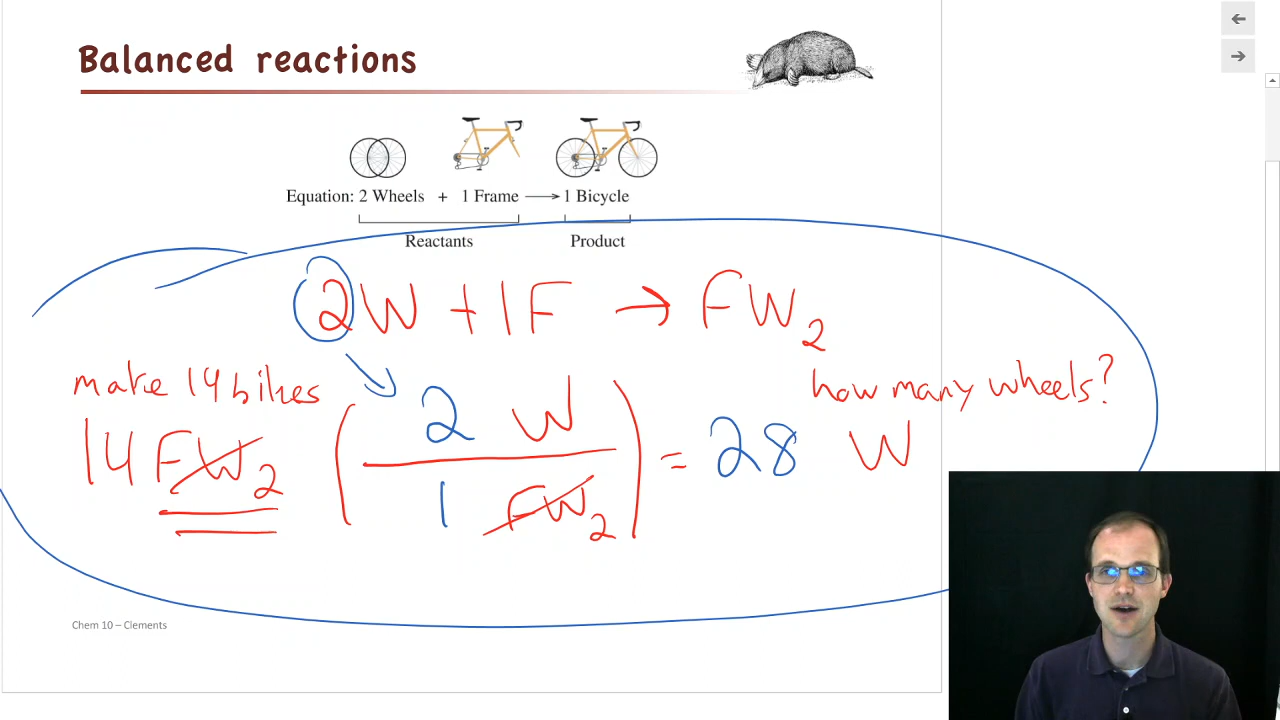 Balanced reactions
Equation: 2 Wheels + 1 Frame → 1 Bicycle
Reactants Product
2W + 1F → FW₂
make 14 bikes
how many wheels?
14 FW₂ ( 2 W / 1 FW₂ ) = 28 W
Chem 10 – Clements